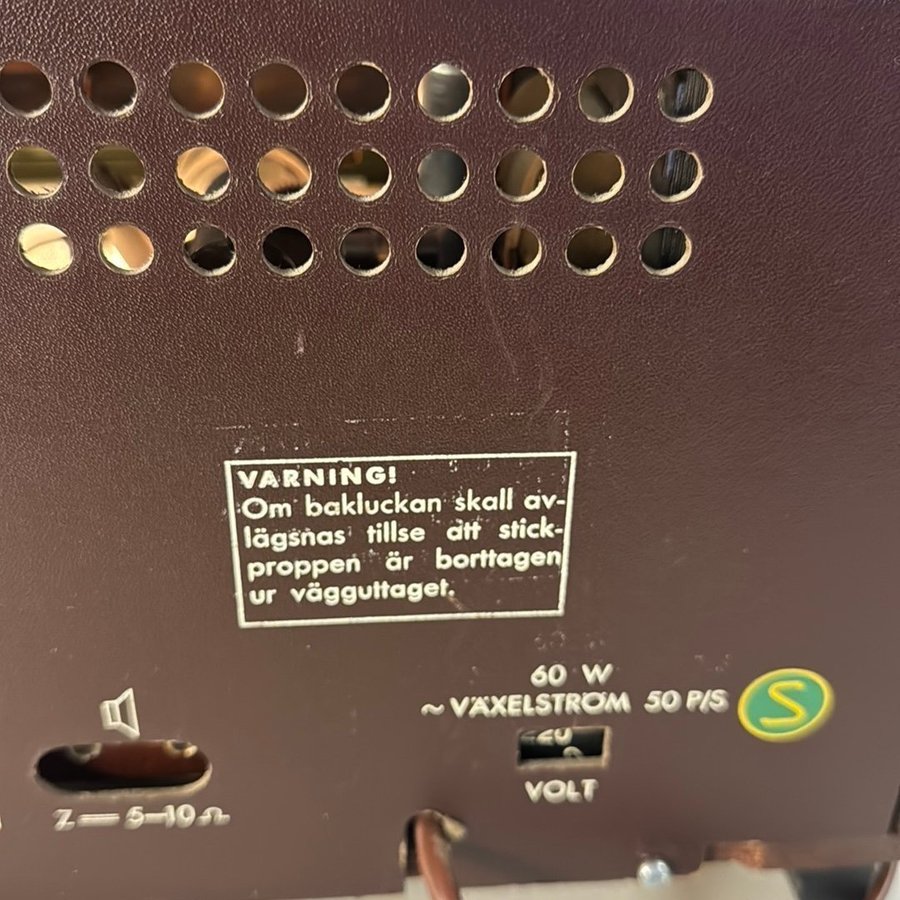 VARNING!
Om bakluckan skall av-
lägsnas tillse att stick-
proppen är borttagen
ur vägguttaget.
60 W
~ VÄXELSTRÖM 50 P/S
S
VOLT
Z = 5–10 Ω